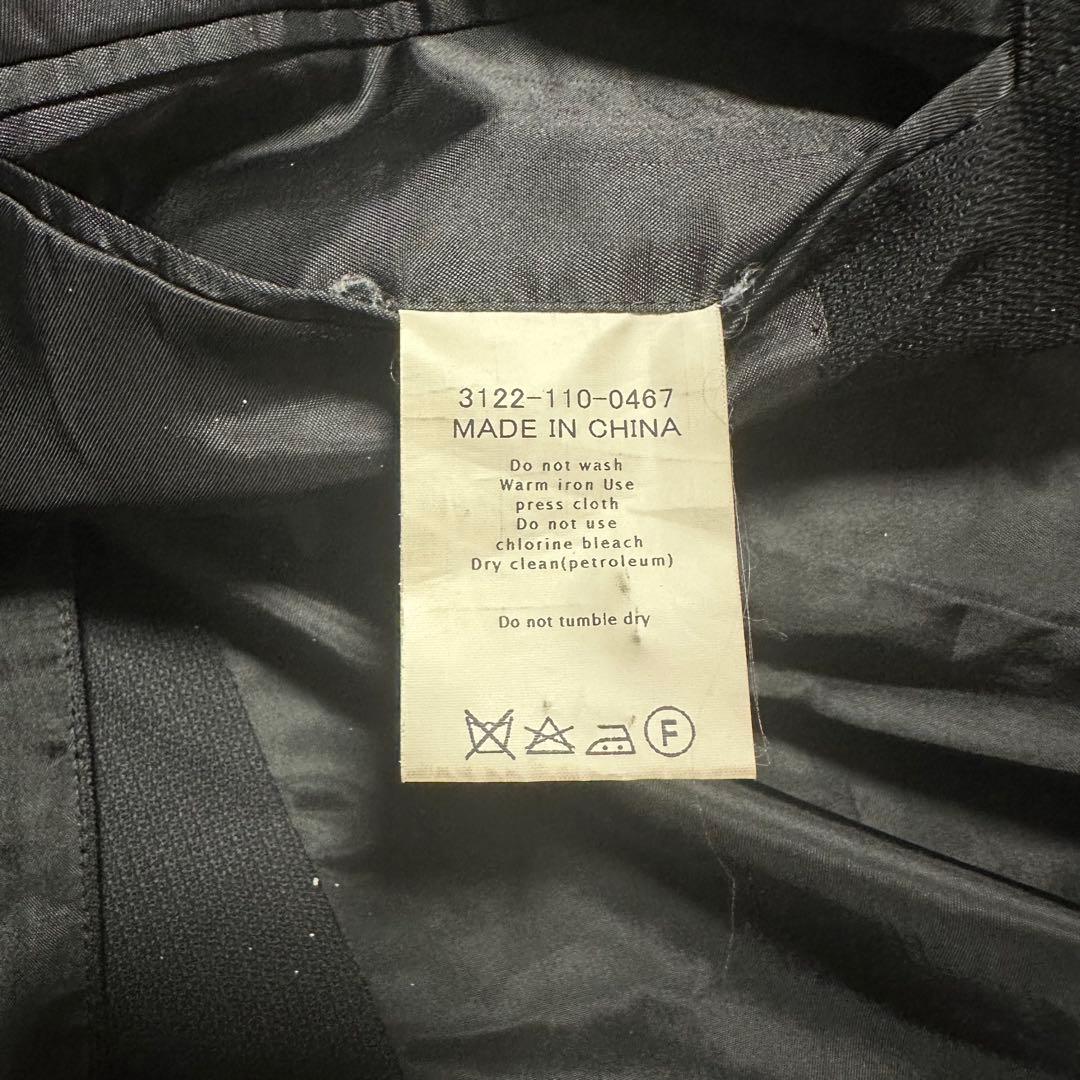 3122-110-0467
MADE IN CHINA
Do not wash
Warm iron Use
press cloth
Do not use
chlorine bleach
Dry clean(petroleum)
Do not tumble dry
F